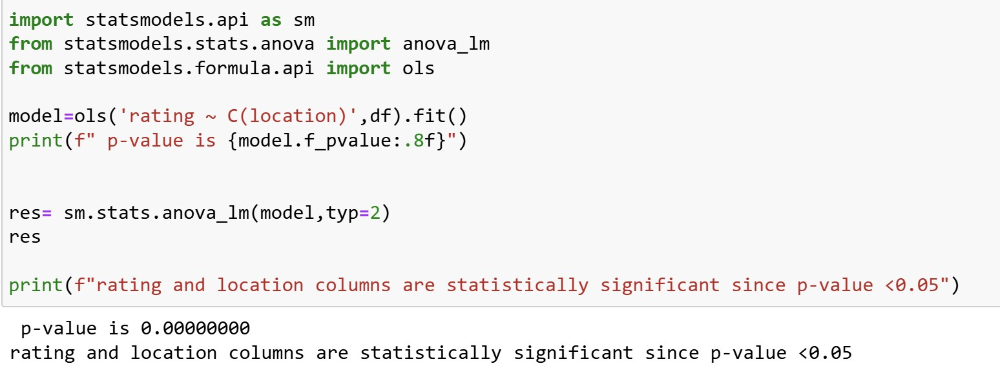 import statsmodels.api as sm
from statsmodels.stats.anova import anova_lm
from statsmodels.formula.api import ols
model=ols('rating ~ C(location)',df).fit()
print(f" p-value is {model.f_pvalue:.8f}")
res= sm.stats.anova_lm(model,typ=2)
res
print(f"rating and location columns are statistically significant since p-value <0.05")
p-value is 0.00000000
rating and location columns are statistically significant since p-value <0.05